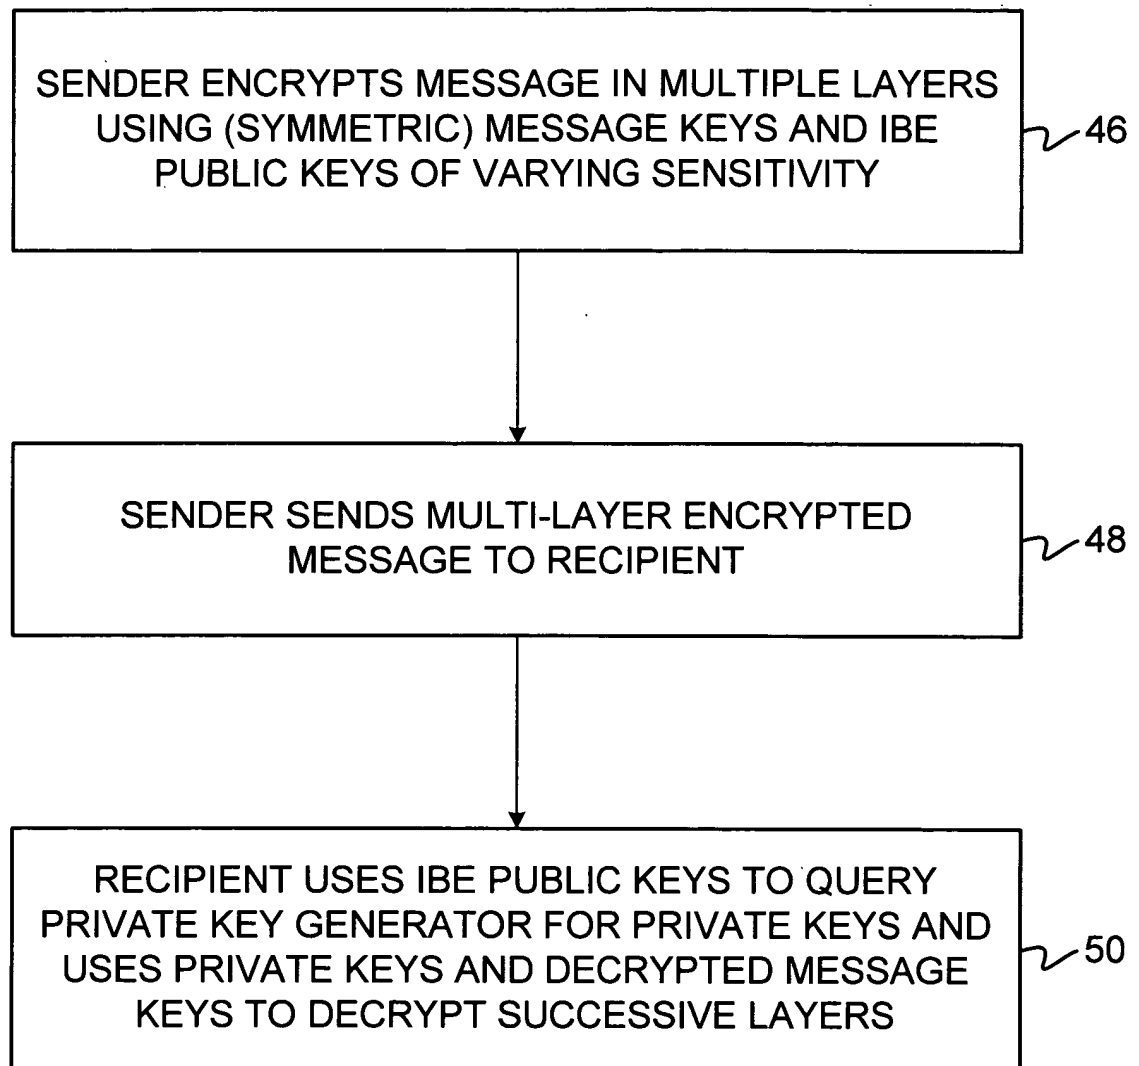 SENDER ENCRYPTS MESSAGE IN MULTIPLE LAYERS
USING (SYMMETRIC) MESSAGE KEYS AND IBE
PUBLIC KEYS OF VARYING SENSITIVITY
46
SENDER SENDS MULTI-LAYER ENCRYPTED
MESSAGE TO RECIPIENT
48
RECIPIENT USES IBE PUBLIC KEYS TO QUERY
PRIVATE KEY GENERATOR FOR PRIVATE KEYS AND
USES PRIVATE KEYS AND DECRYPTED MESSAGE
KEYS TO DECRYPT SUCCESSIVE LAYERS
50